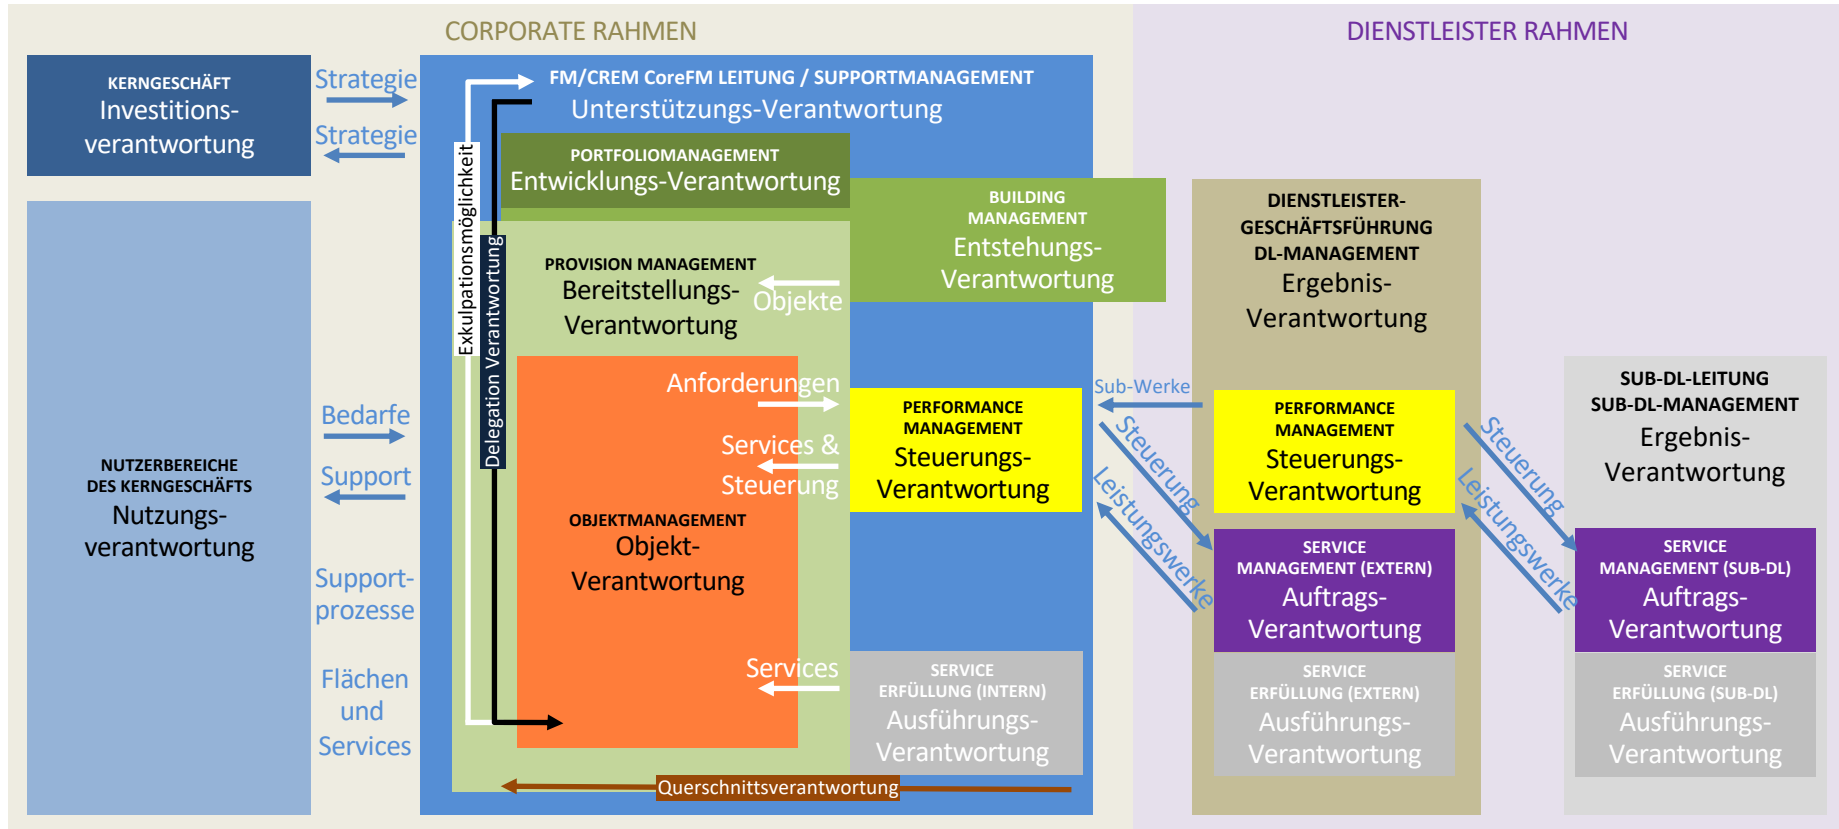 CORPORATE RAHMEN
DIENSTLEISTER RAHMEN
KERNGESCHÄFT
Investitions-
verantwortung
Strategie
Strategie
FM/CREM CoreFM LEITUNG / SUPPORTMANAGEMENT
Unterstützungs-Verantwortung
PORTFOLIOMANAGEMENT
Entwicklungs-Verantwortung
BUILDING
MANAGEMENT
Entstehungs-
Verantwortung
Exkulpationsmöglichkeit
Delegation Verantwortung
PROVISION MANAGEMENT
Bereitstellungs-
Verantwortung
Objekte
NUTZERBEREICHE
DES KERNGESCHÄFTS
Nutzungs-
verantwortung
Bedarfe
Support
Support-
prozesse
Flächen
und
Services
Anforderungen
Services &
Steuerung
OBJEKTMANAGEMENT
Objekt-
Verantwortung
Services
PERFORMANCE
MANAGEMENT
Steuerungs-
Verantwortung
SERVICE
ERFÜLLUNG (INTERN)
Ausführungs-
Verantwortung
Querschnittsverantwortung
Sub-Werke
Steuerung
Leistungswerke
DIENSTLEISTER-
GESCHÄFTSFÜHRUNG
DL-MANAGEMENT
Ergebnis-
Verantwortung
PERFORMANCE
MANAGEMENT
Steuerungs-
Verantwortung
SERVICE
MANAGEMENT (EXTERN)
Auftrags-
Verantwortung
SERVICE
ERFÜLLUNG (EXTERN)
Ausführungs-
Verantwortung
Steuerung
Leistungswerke
SUB-DL-LEITUNG
SUB-DL-MANAGEMENT
Ergebnis-
Verantwortung
SERVICE
MANAGEMENT (SUB-DL)
Auftrags-
Verantwortung
SERVICE
ERFÜLLUNG (SUB-DL)
Ausführungs-
Verantwortung